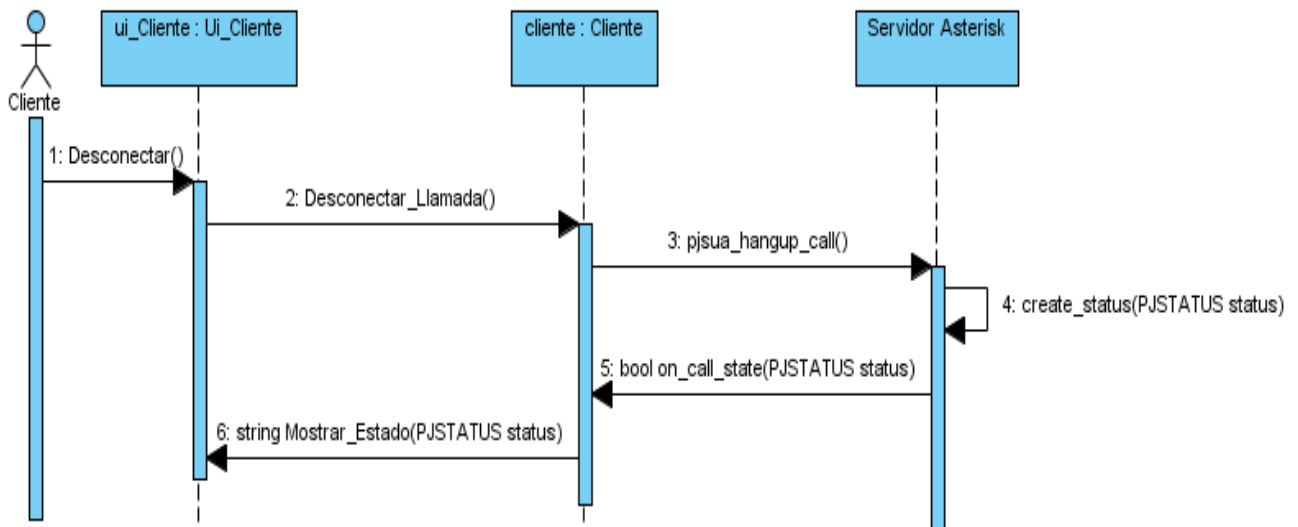 ui_Cliente : Ui_Cliente
cliente : Cliente
Servidor Asterisk
Cliente
1: Desconectar()
2: Desconectar_Llamada()
3: pjsua_hangup_call()
4: create_status(PJSTATUS status)
5: bool on_call_state(PJSTATUS status)
6: string Mostrar_Estado(PJSTATUS status)